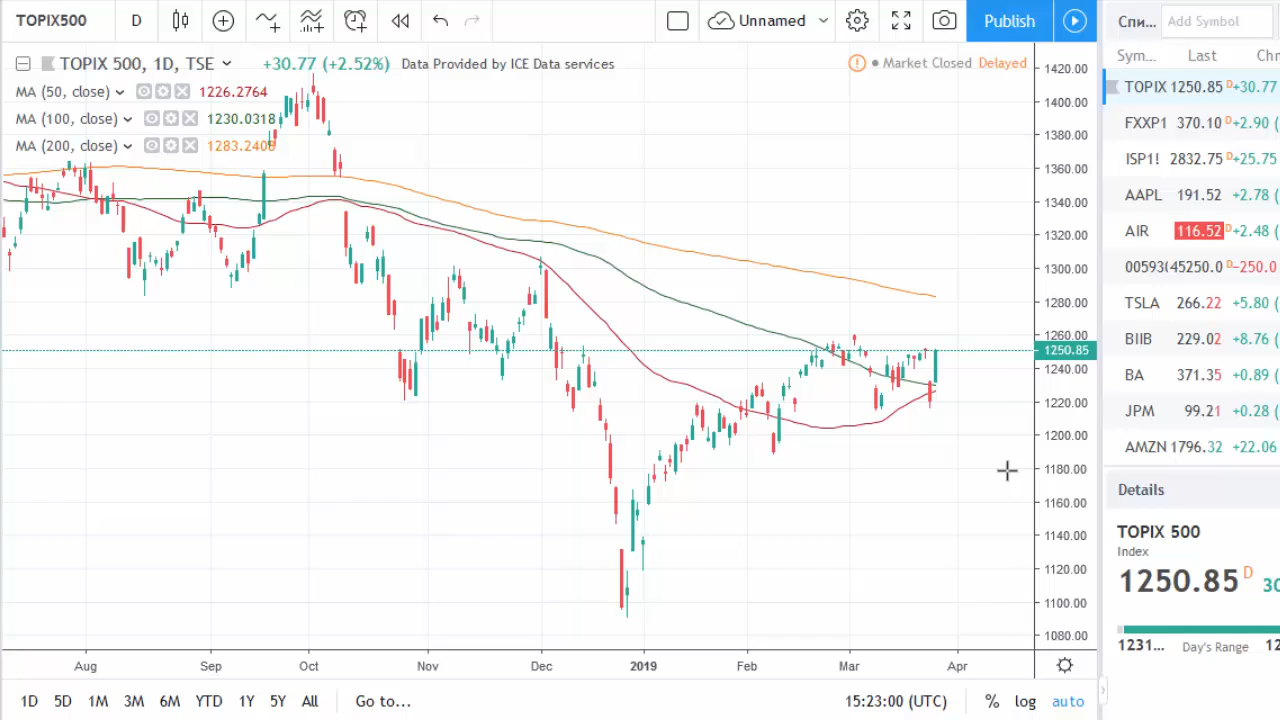 TOPIX500 D Unnamed Publish
TOPIX 500, 1D, TSE +30.77 (+2.52%) Data Provided by ICE Data services Market Closed Delayed
MA (50, close) 1226.2764
MA (100, close) 1230.0318
MA (200, close)
1420.00
1400.00
1380.00
1360.00
1340.00
1320.00
1300.00
1280.00
1260.00
1250.85
1240.00
1220.00
1200.00
1180.00
1160.00
1140.00
1120.00
1100.00
1080.00
Aug Sep Oct Nov Dec 2019 Feb Mar Apr
1D 5D 1M 3M 6M YTD 1Y 5Y All Go to... 15:23:00 (UTC) % log auto
Спи... Add Symbol
Sym... Last Chr
TOPIX 1250.85 D +30.77
FXXP1 370.10 D +2.90 (
ISP1! 2832.75 D +25.75
AAPL 191.52 +2.78 (
AIR 116.52 D +2.48 (
45250.0 D −250.0
TSLA 266.22 +5.80 (
BIIB 229.02 +8.76 (
BA 371.35 +0.89 (
JPM 99.21 +0.28 (
AMZN 1796.32 +22.06
Details
TOPIX 500
Index
1250.85 D 30
1231... Day's Range 12